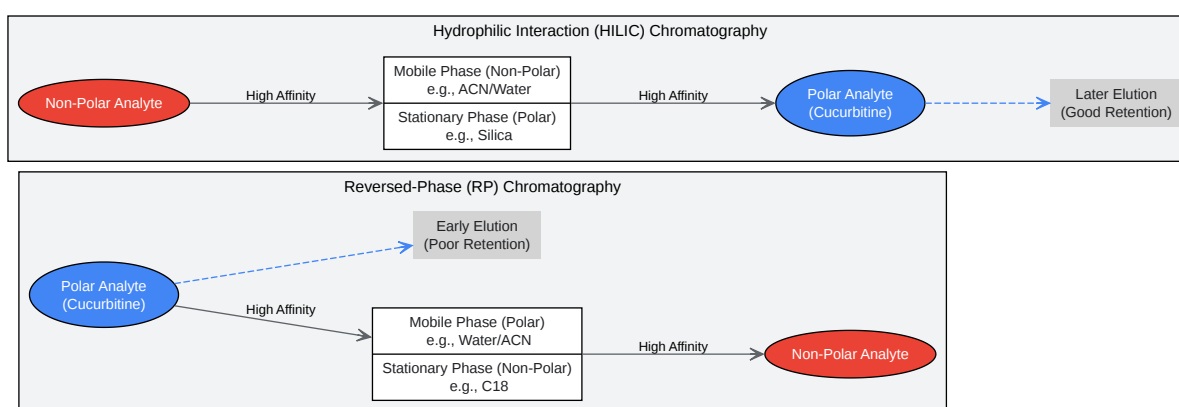 Hydrophilic Interaction (HILIC) Chromatography
Non-Polar Analyte
High Affinity
Mobile Phase (Non-Polar)
e.g., ACN/Water
Stationary Phase (Polar)
e.g., Silica
High Affinity
Polar Analyte
(Cucurbitine)
Later Elution
(Good Retention)
Reversed-Phase (RP) Chromatography
Early Elution
(Poor Retention)
Polar Analyte
(Cucurbitine)
High Affinity
Mobile Phase (Polar)
e.g., Water/ACN
Stationary Phase (Non-Polar)
e.g., C18
High Affinity
Non-Polar Analyte